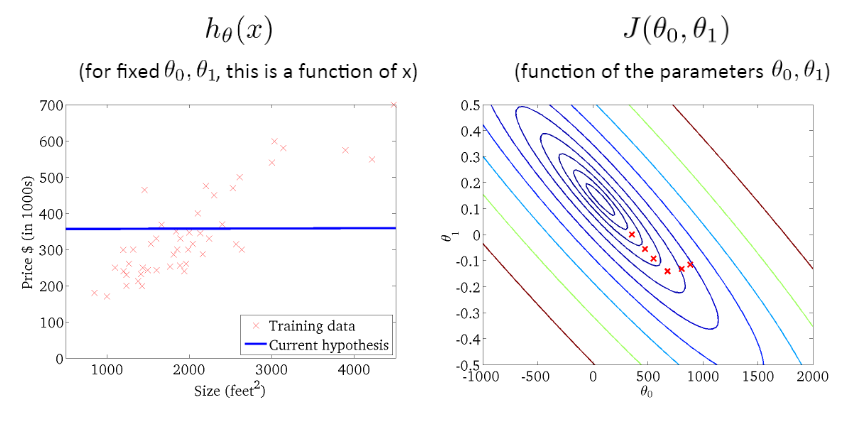 hθ(x)
(for fixed θ0, θ1, this is a function of x)
700
600
500
400
300
200
100
0
Price $ (in 1000s)
1000 2000 3000 4000
Size (feet²)
Training data
Current hypothesis
J(θ0, θ1)
(function of the parameters θ0, θ1)
0.5
0.4
0.3
0.2
0.1
0
-0.1
-0.2
-0.3
-0.4
-0.5
θ1
-1000 -500 0 500 1000 1500 2000
θ0